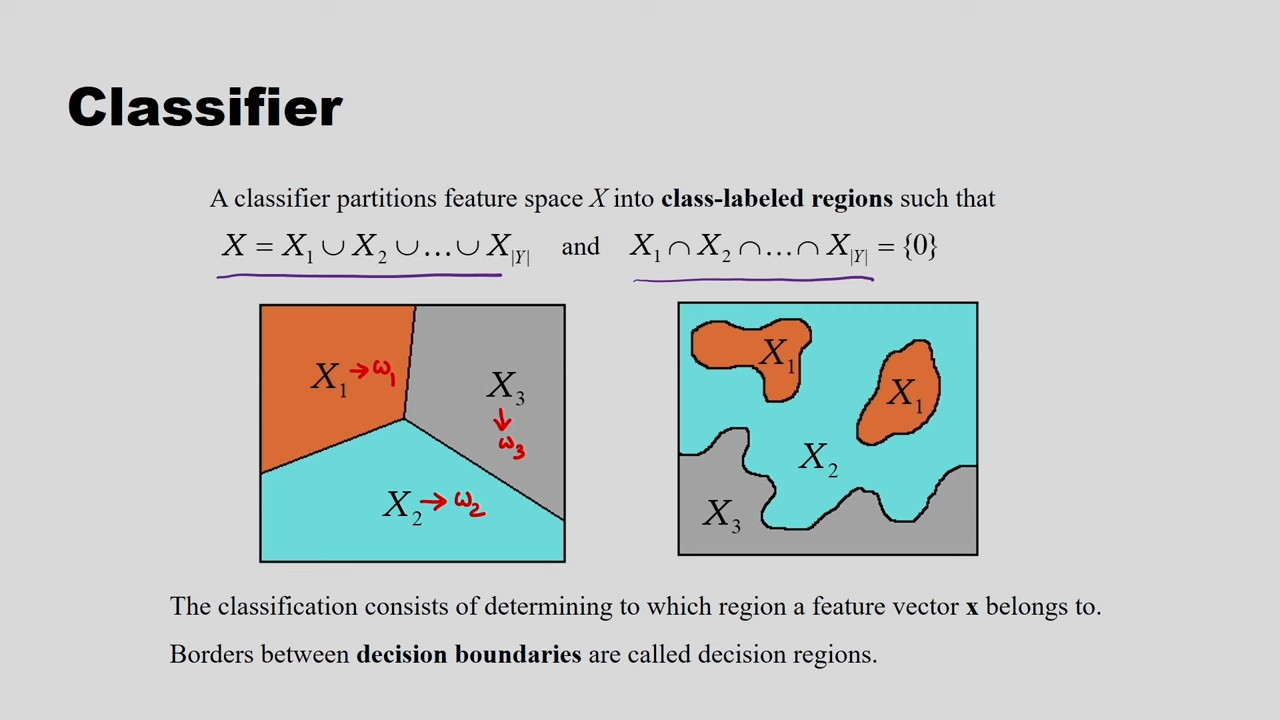 Classifier
A classifier partitions feature space X into class-labeled regions such that
X = X₁ ∪ X₂ ∪ … ∪ X|Y| and X₁ ∩ X₂ ∩ … ∩ X|Y| = {0}
X₁ → ω₁
X₃
↓
ω₃
X₂ → ω₂
X₁
X₁
X₂
X₃
The classification consists of determining to which region a feature vector x belongs to.
Borders between decision boundaries are called decision regions.